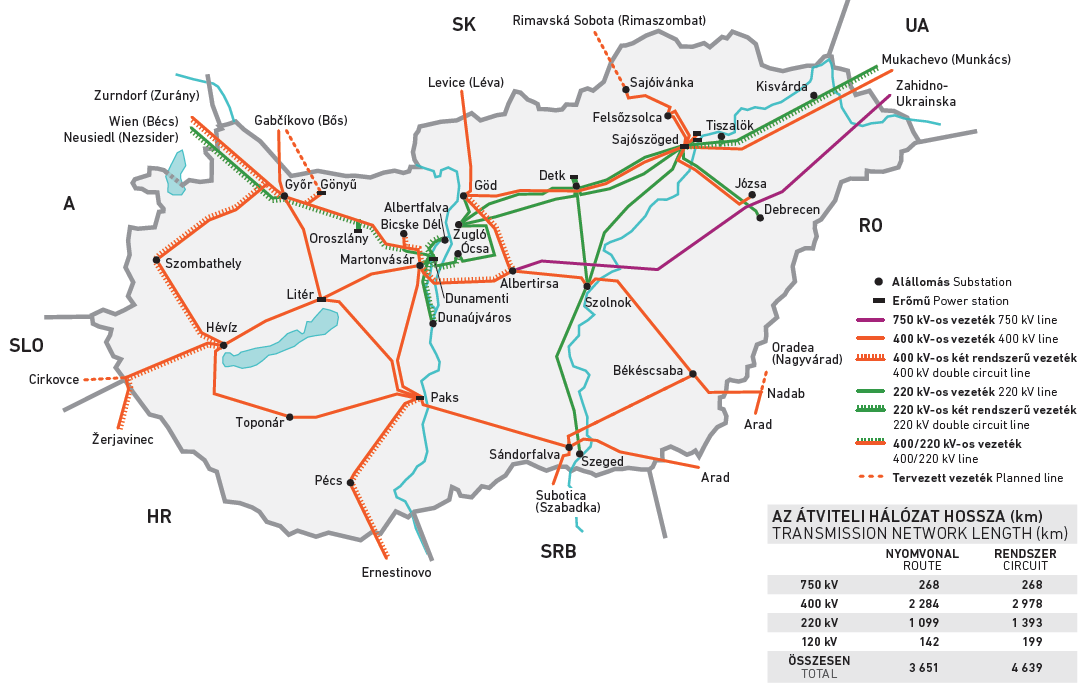 SK
Rimavská Sobota (Rimaszombat)
UA
Mukachevo (Munkács)
Levice (Léva)
Sajóivánka
Kisvárda
Zahidno-
Ukrainska
Zurndorf (Zurány)
Wien (Bécs)
Neusiedl (Nezsider)
Gabčíkovo (Bős)
Felsőzsolca
Tiszalök
Sajószöged
A
Győr
Gönyű
Göd
Detk
Józsa
Debrecen
Albertfalva
Bicske Dél
Zugló
Ócsa
RO
Oroszlány
Martonvásár
Szombathely
Albertirsa
Litér
Dunamenti
Szolnok
Dunaújváros
Hévíz
SLO
Cirkovce
Békéscsaba
Oradea
(Nagyvárad)
Nadab
Arad
Paks
Toponár
Žerjavinec
Sándorfalva
Szeged
Arad
Pécs
Subotica
(Szabadka)
HR
SRB
Ernestinovo
Alállomás Substation
Erőmű Power station
750 kV-os vezeték 750 kV line
400 kV-os vezeték 400 kV line
400 kV-os két rendszerű vezeték
400 kV double circuit line
220 kV-os vezeték 220 kV line
220 kV-os két rendszerű vezeték
220 kV double circuit line
400/220 kV-os vezeték
400/220 kV line
Tervezett vezeték Planned line
AZ ÁTVITELI HÁLÓZAT HOSSZA (km)
TRANSMISSION NETWORK LENGTH (km)
NYOMVONAL RENDSZER
ROUTE CIRCUIT
750 kV 268 268
400 kV 2 284 2 978
220 kV 1 099 1 393
120 kV 142 199
ÖSSZESEN
TOTAL 3 651 4 639